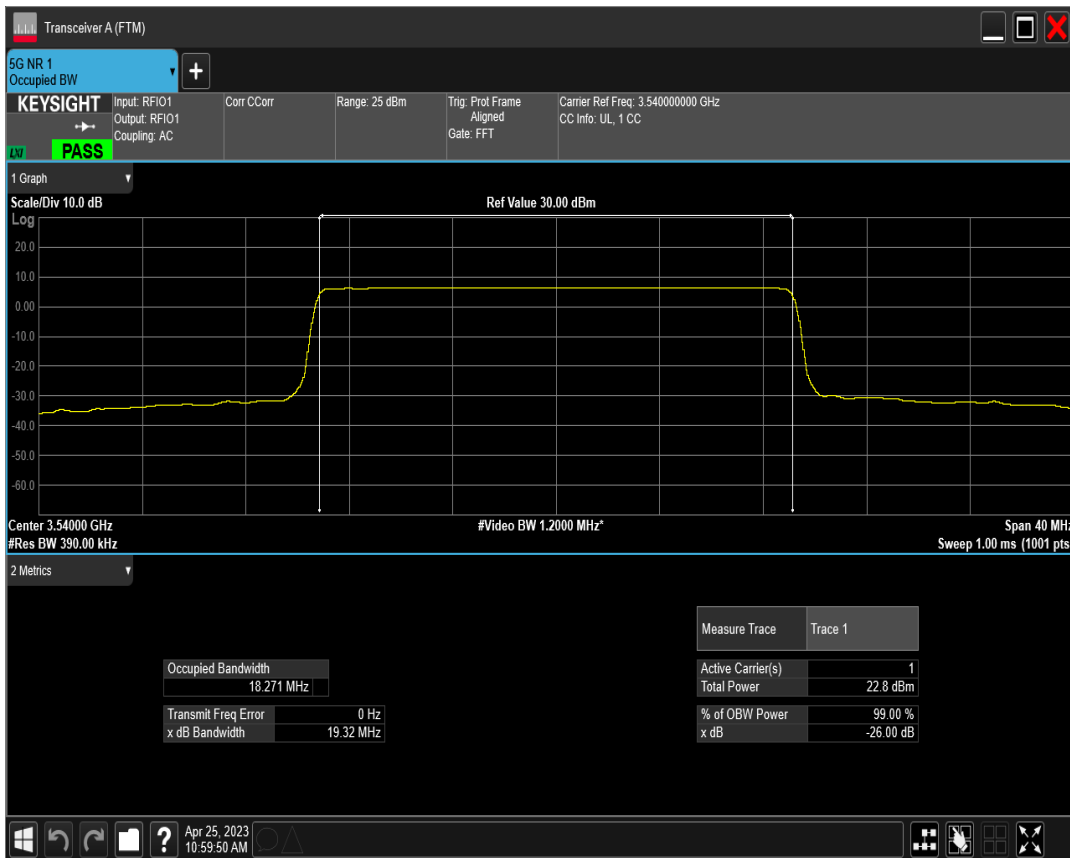 Transceiver A (FTM)
5G NR 1
Occupied BW
+
KEYSIGHT
LXI
PASS
Input: RFIO1
Output: RFIO1
Coupling: AC
Corr CCorr
Range: 25 dBm
Trig: Prot Frame
Aligned
Gate: FFT
Carrier Ref Freq: 3.540000000 GHz
CC Info: UL, 1 CC
1 Graph
Scale/Div 10.0 dB
Ref Value 30.00 dBm
Log
20.0
10.0
0.00
-10.0
-20.0
-30.0
-40.0
-50.0
-60.0
Center 3.54000 GHz
#Video BW 1.2000 MHz*
Span 40 MHz
#Res BW 390.00 kHz
Sweep 1.00 ms (1001 pts
2 Metrics
Measure Trace Trace 1
Occupied Bandwidth
18.271 MHz
Active Carrier(s) 1
Total Power 22.8 dBm
Transmit Freq Error 0 Hz
x dB Bandwidth 19.32 MHz
% of OBW Power 99.00 %
x dB -26.00 dB
?
Apr 25, 2023
10:59:50 AM